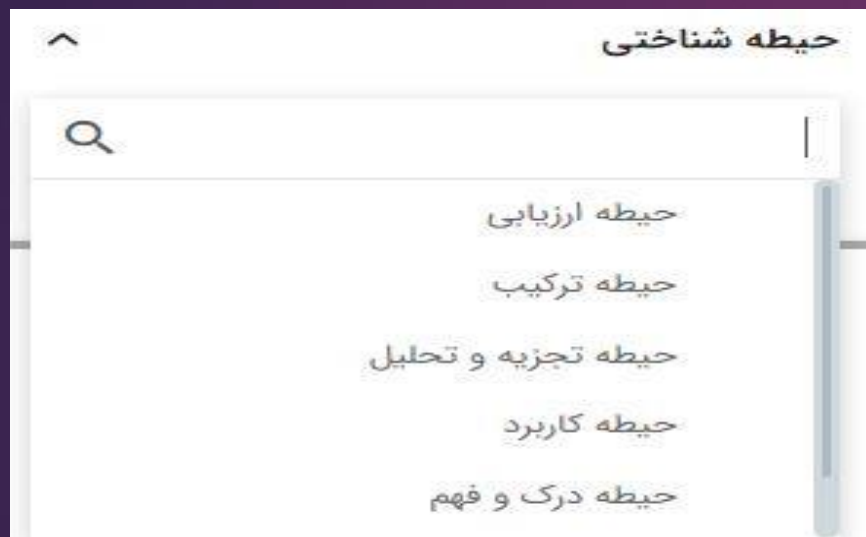 حیطه شناختی
حیطه ارزیابی
حیطه ترکیب
حیطه تجزیه و تحلیل
حیطه کاربرد
حیطه درک و فهم